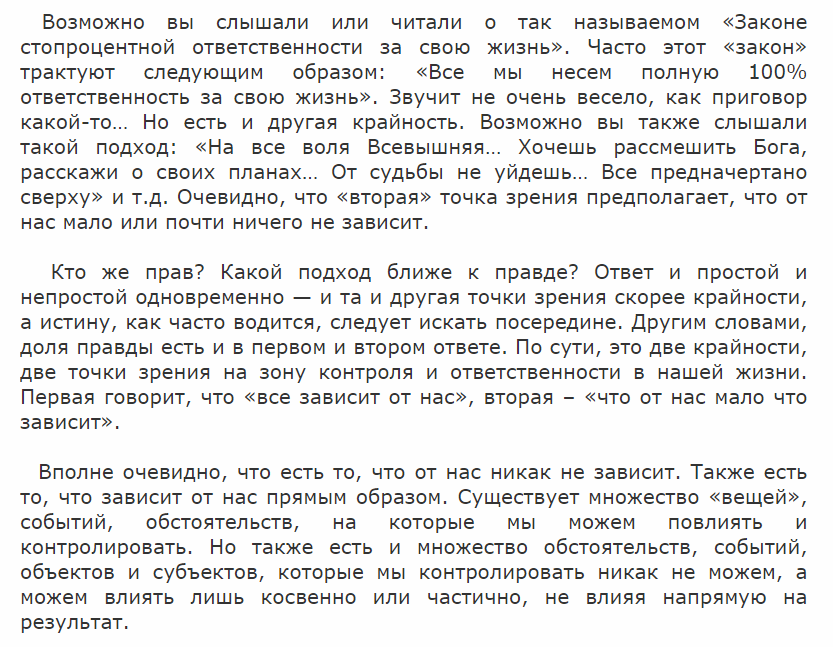 Возможно вы слышали или читали о так называемом «Законе
стопроцентной ответственности за свою жизнь». Часто этот «закон»
трактуют следующим образом: «Все мы несем полную 100%
ответственность за свою жизнь». Звучит не очень весело, как приговор
какой-то… Но есть и другая крайность. Возможно вы также слышали
такой подход: «На все воля Всевышняя… Хочешь рассмешить Бога,
расскажи о своих планах… От судьбы не уйдешь… Все предначертано
сверху» и т.д. Очевидно, что «вторая» точка зрения предполагает, что от
нас мало или почти ничего не зависит.
Кто же прав? Какой подход ближе к правде? Ответ и простой и
непростой одновременно — и та и другая точки зрения скорее крайности,
а истину, как часто водится, следует искать посередине. Другим словами,
доля правды есть и в первом и втором ответе. По сути, это две крайности,
две точки зрения на зону контроля и ответственности в нашей жизни.
Первая говорит, что «все зависит от нас», вторая – «что от нас мало что
зависит».
Вполне очевидно, что есть то, что от нас никак не зависит. Также есть
то, что зависит от нас прямым образом. Существует множество «вещей»,
событий, обстоятельств, на которые мы можем повлиять и
контролировать. Но также есть и множество обстоятельств, событий,
объектов и субъектов, которые мы контролировать никак не можем, а
можем влиять лишь косвенно или частично, не влияя напрямую на
результат.